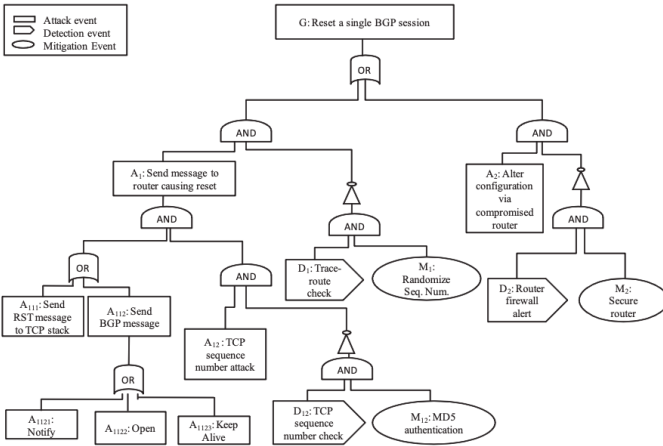 Attack event
Detection event
Mitigation Event
G: Reset a single BGP session
OR
AND
AND
A1: Send message to
router causing reset
A2: Alter
configuration
via
compromised
router
AND
AND
AND
OR
AND
D1: Trace-
route
check
M1:
Randomize
Seq. Num.
D2: Router
firewall
alert
M2:
Secure
router
A111: Send
RST message
to TCP stack
A112: Send
BGP message
A12: TCP
sequence
number attack
AND
OR
A1121:
Notify
A1122: Open
A1123: Keep
Alive
D12: TCP
sequence
number check
M12: MD5
authentication